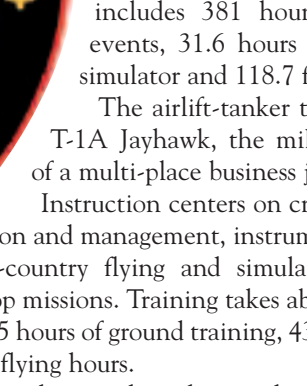 includes 381 hour
events, 31.6 hours
simulator and 118.7 f
The airlift-tanker t
T-1A Jayhawk, the mil
of a multi-place business j
Instruction centers on cr
on and management, instrum
-country flying and simula
op missions. Training takes ab
5 hours of ground training, 43
flying hours.